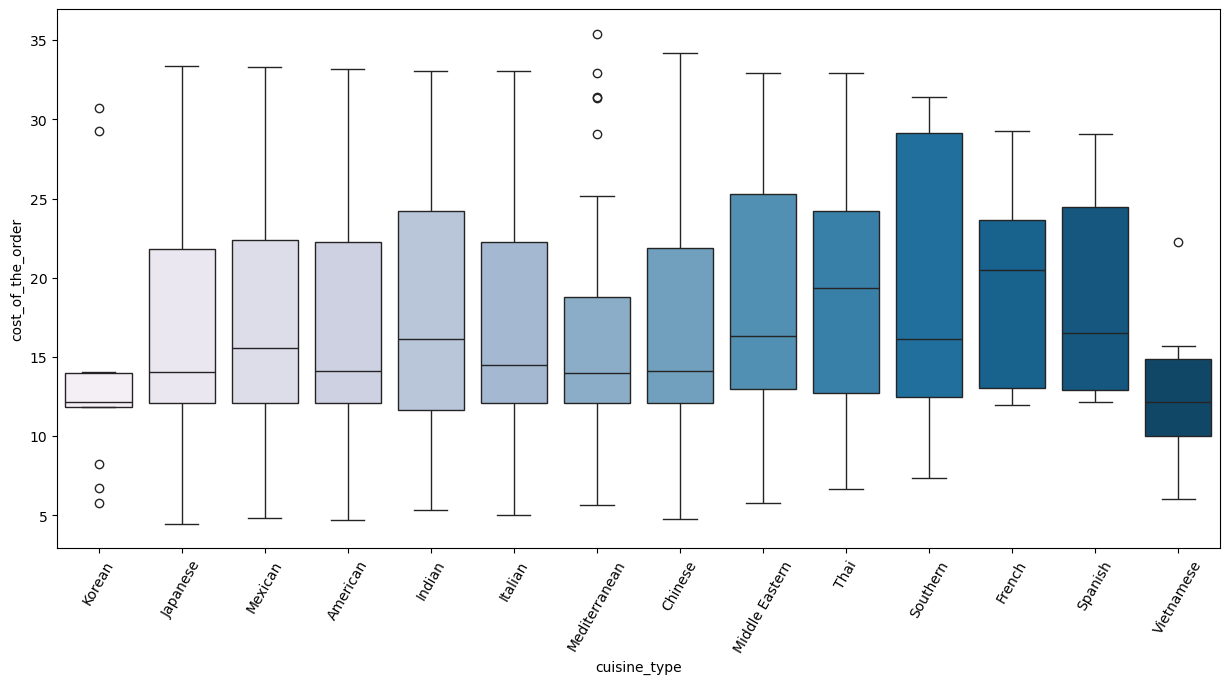 cost_of_the_order
35
30
25
20
15
10
5
Korean
Japanese
Mexican
American
Indian
Italian
Mediterranean
Chinese
Middle Eastern
Thai
Southern
French
Spanish
Vietnamese
cuisine_type